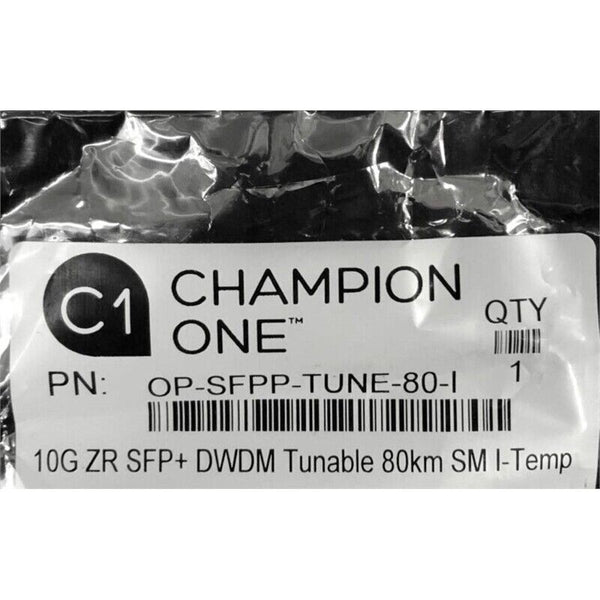 C1
CHAMPION
ONE™
QTY
1
PN: OP-SFPP-TUNE-80-I
10G ZR SFP+ DWDM Tunable 80km SM I-Temp